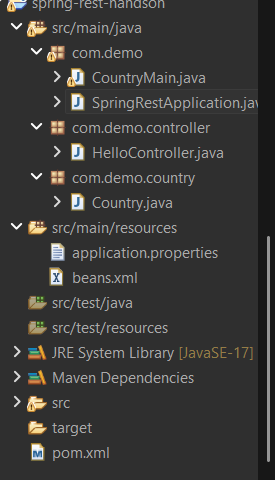 spring-rest-handson
src/main/java
com.demo
CountryMain.java
SpringRestApplication.jav
com.demo.controller
HelloController.java
com.demo.country
Country.java
src/main/resources
application.properties
beans.xml
src/test/java
src/test/resources
JRE System Library [JavaSE-17]
Maven Dependencies
src
target
pom.xml